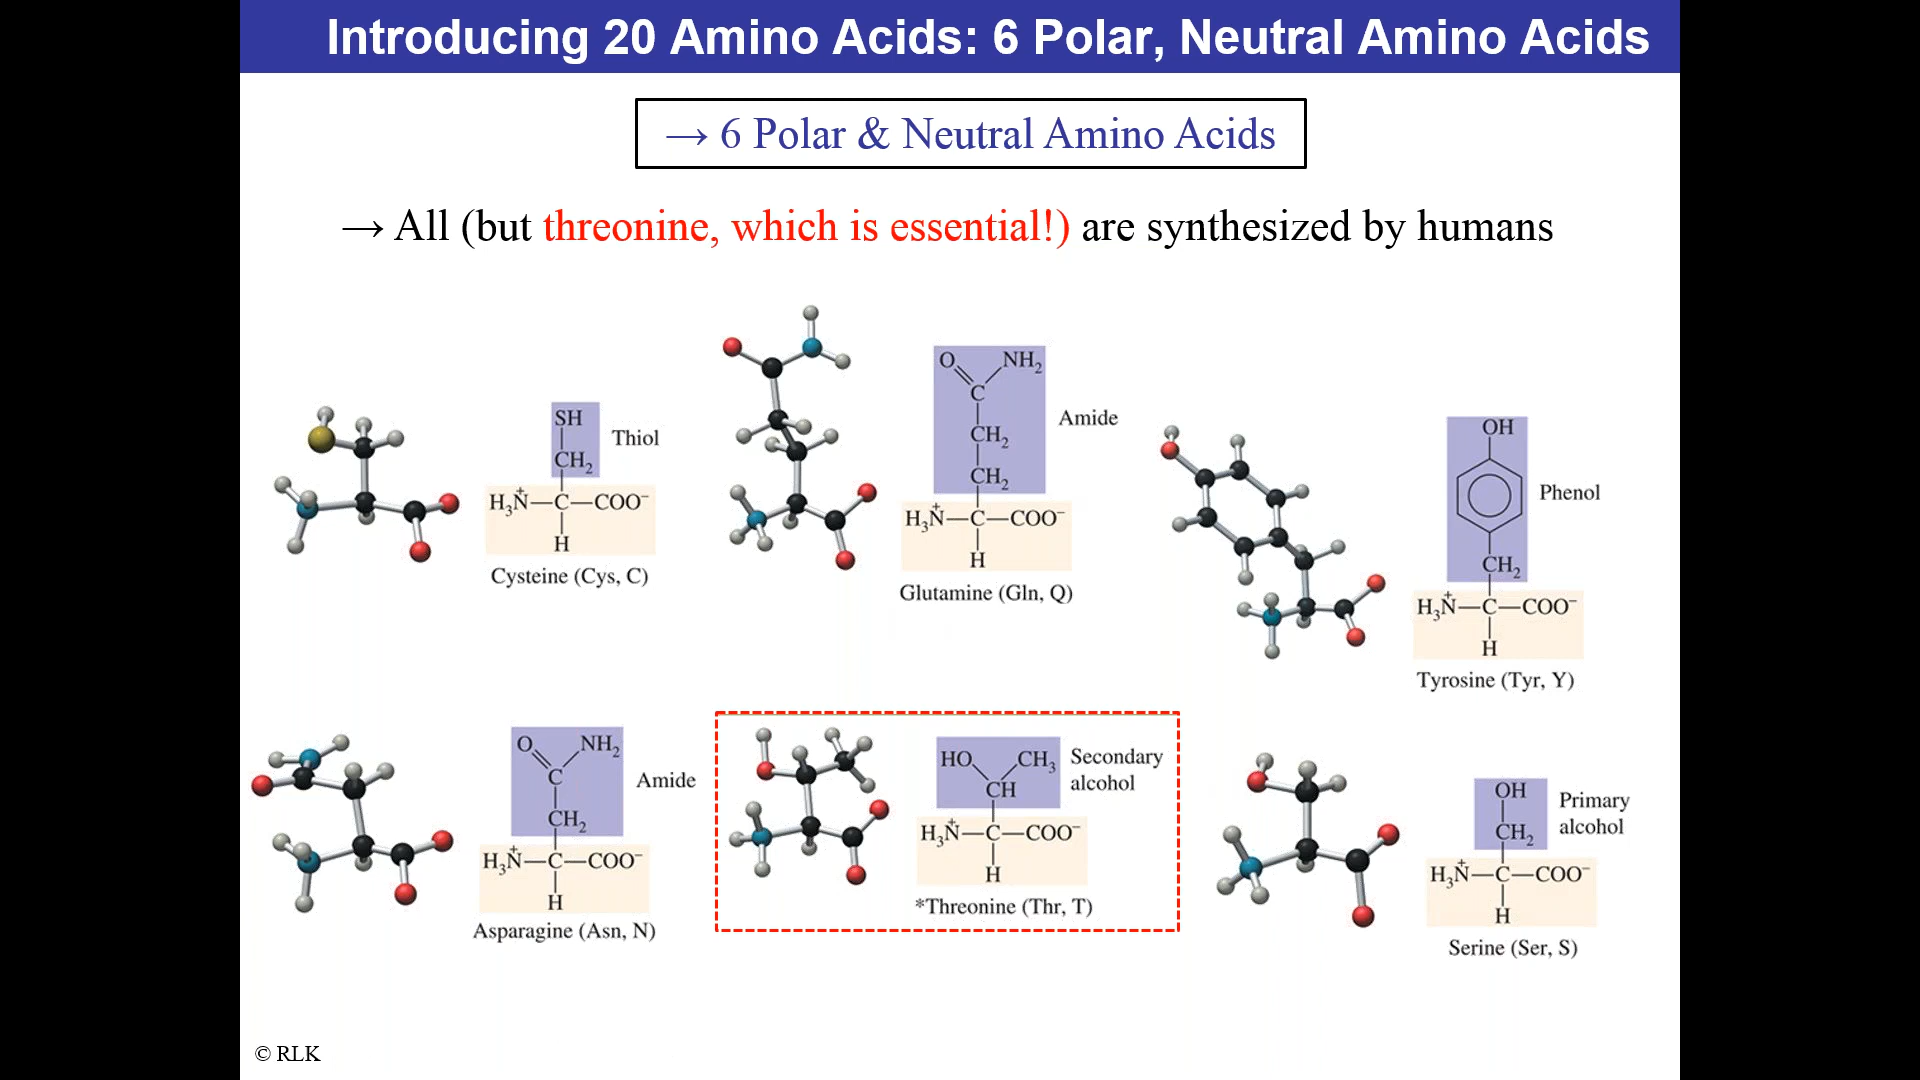 Introducing 20 Amino Acids: 6 Polar, Neutral Amino Acids
→ 6 Polar & Neutral Amino Acids
→ All (but threonine, which is essential!) are synthesized by humans
SH
Thiol
CH₂
H₃N⁺—C—COO⁻
H
Cysteine (Cys, C)
O NH₂
C
Amide
CH₂
CH₂
H₃N⁺—C—COO⁻
H
Glutamine (Gln, Q)
OH
Phenol
CH₂
H₃N⁺—C—COO⁻
H
Tyrosine (Tyr, Y)
O NH₂
C
Amide
CH₂
H₃N⁺—C—COO⁻
H
Asparagine (Asn, N)
HO CH₃
CH
Secondary
alcohol
H₃N⁺—C—COO⁻
H
*Threonine (Thr, T)
OH
CH₂
Primary
alcohol
H₃N⁺—C—COO⁻
H
Serine (Ser, S)
© RLK